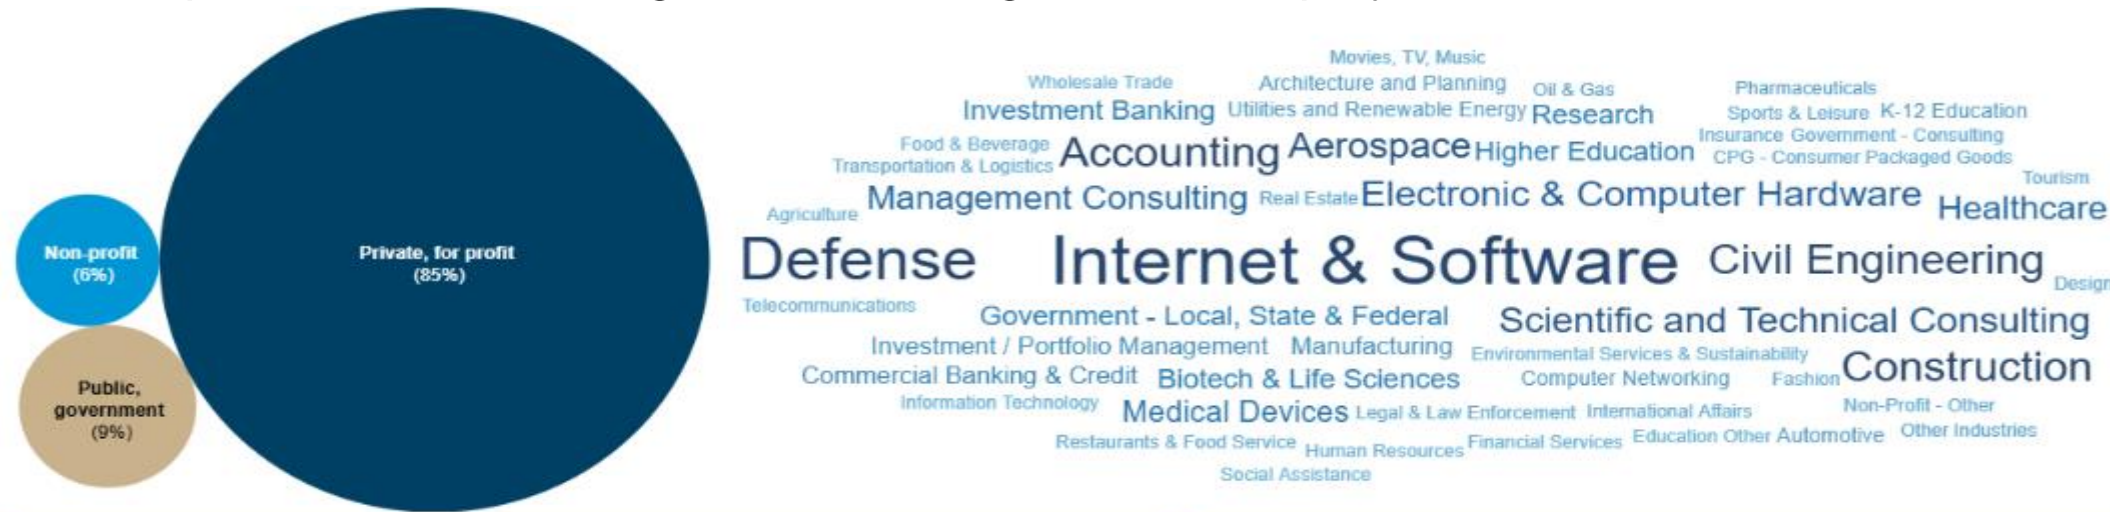 Non-profit
(6%)
Private, for profit
(85%)
Public,
government
(9%)
Movies, TV, Music
Wholesale Trade
Architecture and Planning
Oil & Gas
Pharmaceuticals
Investment Banking
Utilities and Renewable Energy
Research
Sports & Leisure
K-12 Education
Food & Beverage
Accounting
Aerospace
Higher Education
Insurance
Government - Consulting
Transportation & Logistics
CPG - Consumer Packaged Goods
Agriculture
Management Consulting
Real Estate
Electronic & Computer Hardware
Tourism
Healthcare
Defense
Internet & Software
Civil Engineering
Design
Telecommunications
Government - Local, State & Federal
Scientific and Technical Consulting
Investment / Portfolio Management
Manufacturing
Environmental Services & Sustainability
Construction
Commercial Banking & Credit
Biotech & Life Sciences
Computer Networking
Fashion
Information Technology
Medical Devices
Legal & Law Enforcement
International Affairs
Non-Profit - Other
Restaurants & Food Service
Human Resources
Financial Services
Education Other
Automotive
Other Industries
Social Assistance